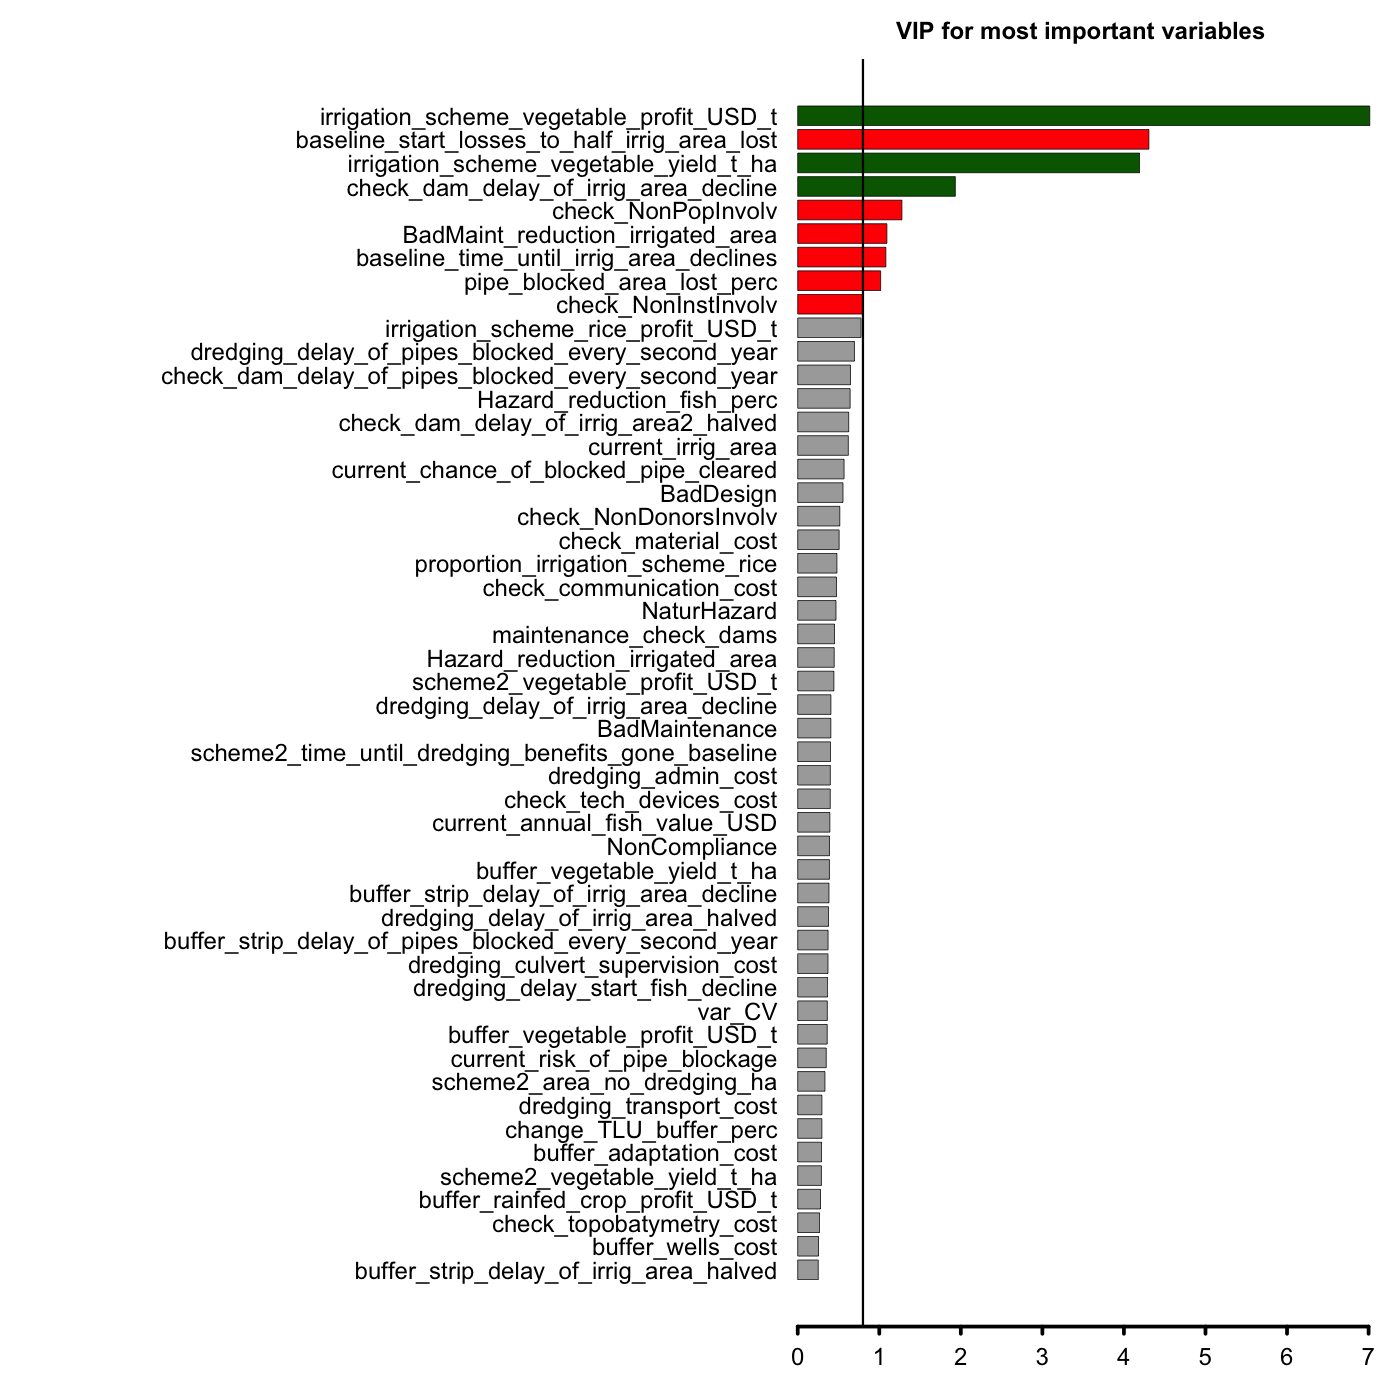 VIP for most important variables
irrigation_scheme_vegetable_profit_USD_t
baseline_start_losses_to_half_irrig_area_lost
irrigation_scheme_vegetable_yield_t_ha
check_dam_delay_of_irrig_area_decline
check_NonPopInvolv
BadMaint_reduction_irrigated_area
baseline_time_until_irrig_area_declines
pipe_blocked_area_lost_perc
check_NonInstInvolv
irrigation_scheme_rice_profit_USD_t
dredging_delay_of_pipes_blocked_every_second_year
check_dam_delay_of_pipes_blocked_every_second_year
Hazard_reduction_fish_perc
check_dam_delay_of_irrig_area2_halved
current_irrig_area
current_chance_of_blocked_pipe_cleared
BadDesign
check_NonDonorsInvolv
check_material_cost
proportion_irrigation_scheme_rice
check_communication_cost
NaturHazard
maintenance_check_dams
Hazard_reduction_irrigated_area
scheme2_vegetable_profit_USD_t
dredging_delay_of_irrig_area_decline
BadMaintenance
scheme2_time_until_dredging_benefits_gone_baseline
dredging_admin_cost
check_tech_devices_cost
current_annual_fish_value_USD
NonCompliance
buffer_vegetable_yield_t_ha
buffer_strip_delay_of_irrig_area_decline
dredging_delay_of_irrig_area_halved
buffer_strip_delay_of_pipes_blocked_every_second_year
dredging_culvert_supervision_cost
dredging_delay_start_fish_decline
var_CV
buffer_vegetable_profit_USD_t
current_risk_of_pipe_blockage
scheme2_area_no_dredging_ha
dredging_transport_cost
change_TLU_buffer_perc
buffer_adaptation_cost
scheme2_vegetable_yield_t_ha
buffer_rainfed_crop_profit_USD_t
check_topobatymetry_cost
buffer_wells_cost
buffer_strip_delay_of_irrig_area_halved
0 1 2 3 4 5 6 7